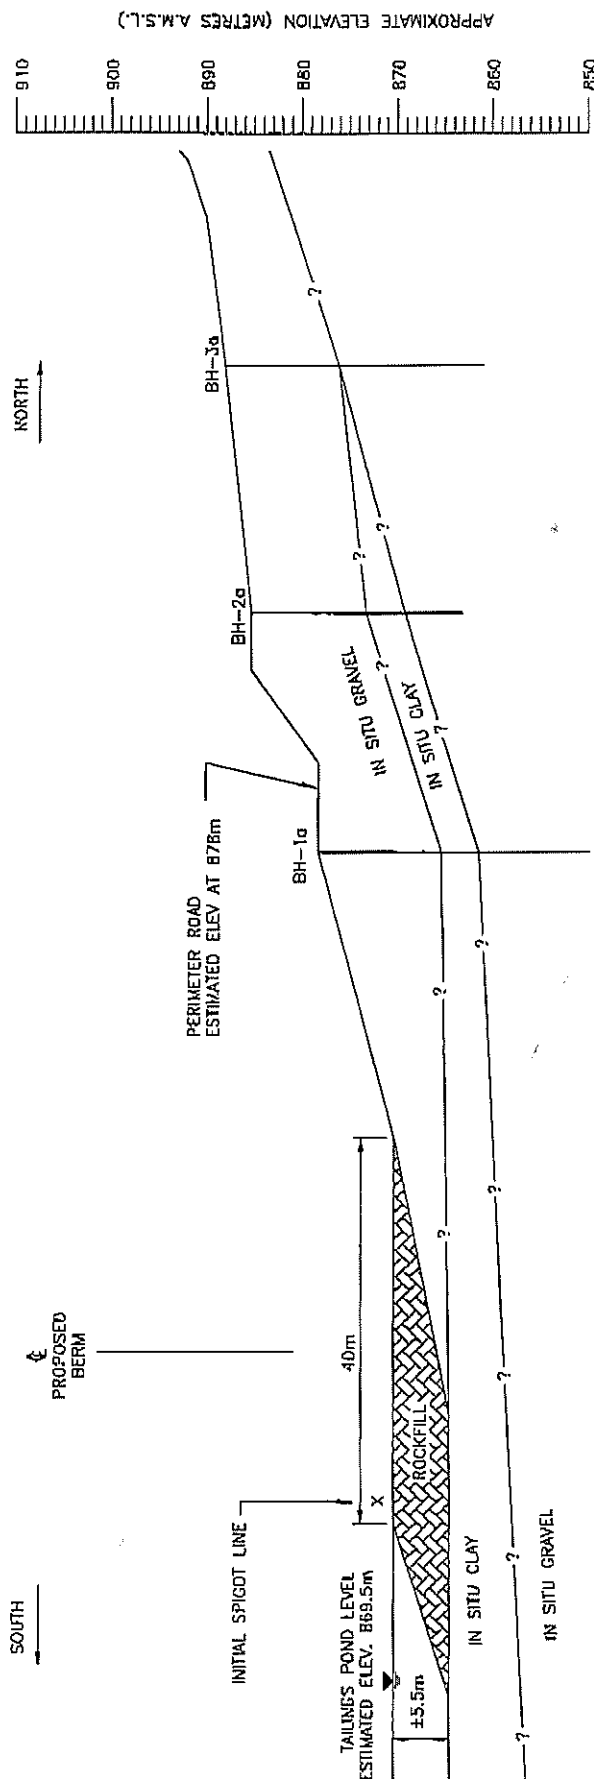 SOUTH
NORTH
℄
PROPOSED
BERM
INITIAL SPIGOT LINE
X
40m
TAILINGS POND LEVEL
ESTIMATED ELEV. 869.5m
±5.5m
ROCKFILL
IN SITU CLAY
IN SITU GRAVEL
PERIMETER ROAD
ESTIMATED ELEV AT 878m
BH-1a
BH-2a
BH-3a
IN SITU GRAVEL
IN SITU CLAY
?
?
?
?
?
?
?
?
?
?
?
?
?
910
900
890
880
870
860
850
APPROXIMATE ELEVATION (METRES A.M.S.L.)